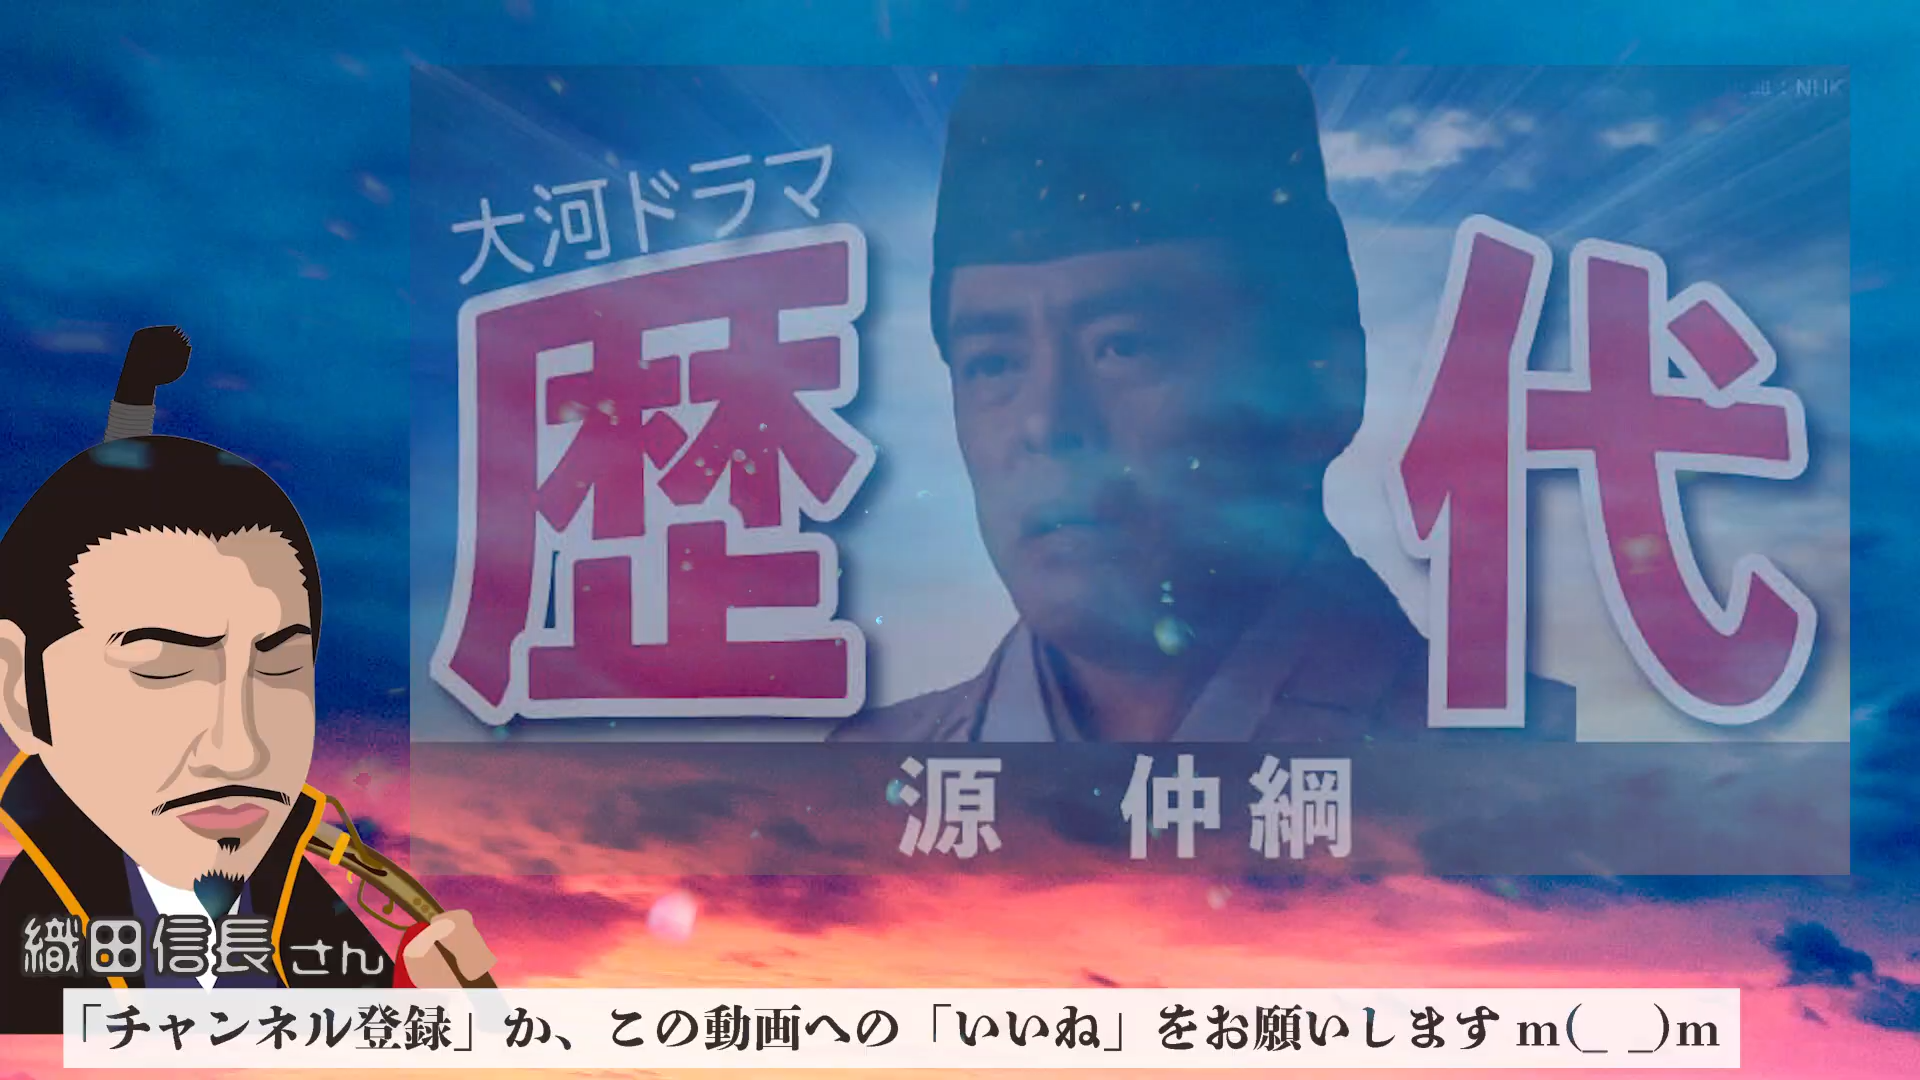 大河ドラマ
歴代
源 仲綱
織田信長さん
「チャンネル登録」か、この動画への「いいね」をお願いします m(_ _)m